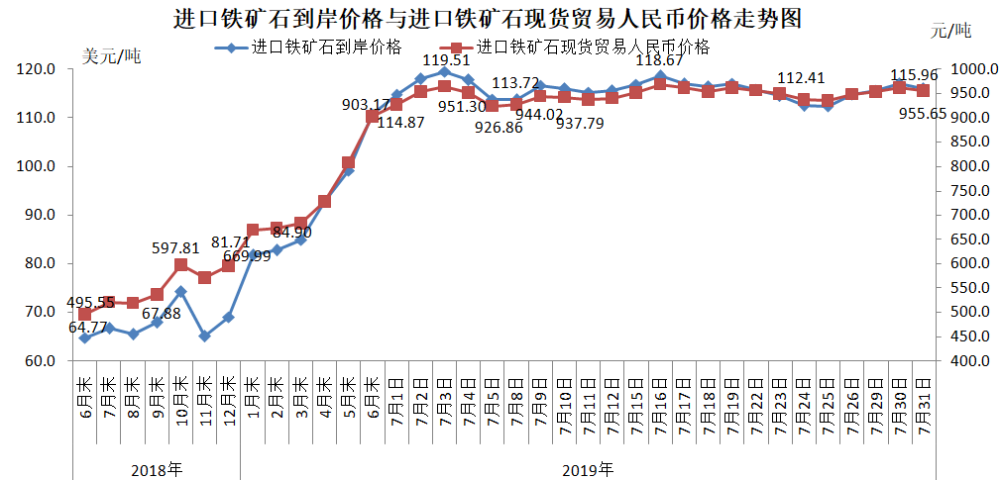 进口铁矿石到岸价格与进口铁矿石现货贸易人民币价格走势图
美元/吨
元/吨
进口铁矿石到岸价格
进口铁矿石现货贸易人民币价格
120.0
110.0
100.0
90.0
80.0
70.0
60.0
1000.0
950.0
900.0
850.0
800.0
750.0
700.0
650.0
600.0
550.0
500.0
450.0
400.0
495.55
64.77
67.88
597.81
81.71
669.99
84.90
903.17
114.87
119.51
951.30
926.86
113.72
944.02
937.79
118.67
112.41
115.96
955.65
6月末
7月末
8月末
9月末
10月末
11月末
12月末
1月末
2月末
3月末
4月末
5月末
6月末
7月1日
7月2日
7月3日
7月4日
7月5日
7月8日
7月9日
7月10日
7月11日
7月12日
7月15日
7月16日
7月17日
7月18日
7月19日
7月22日
7月23日
7月24日
7月25日
7月26日
7月29日
7月30日
7月31日
2018年
2019年